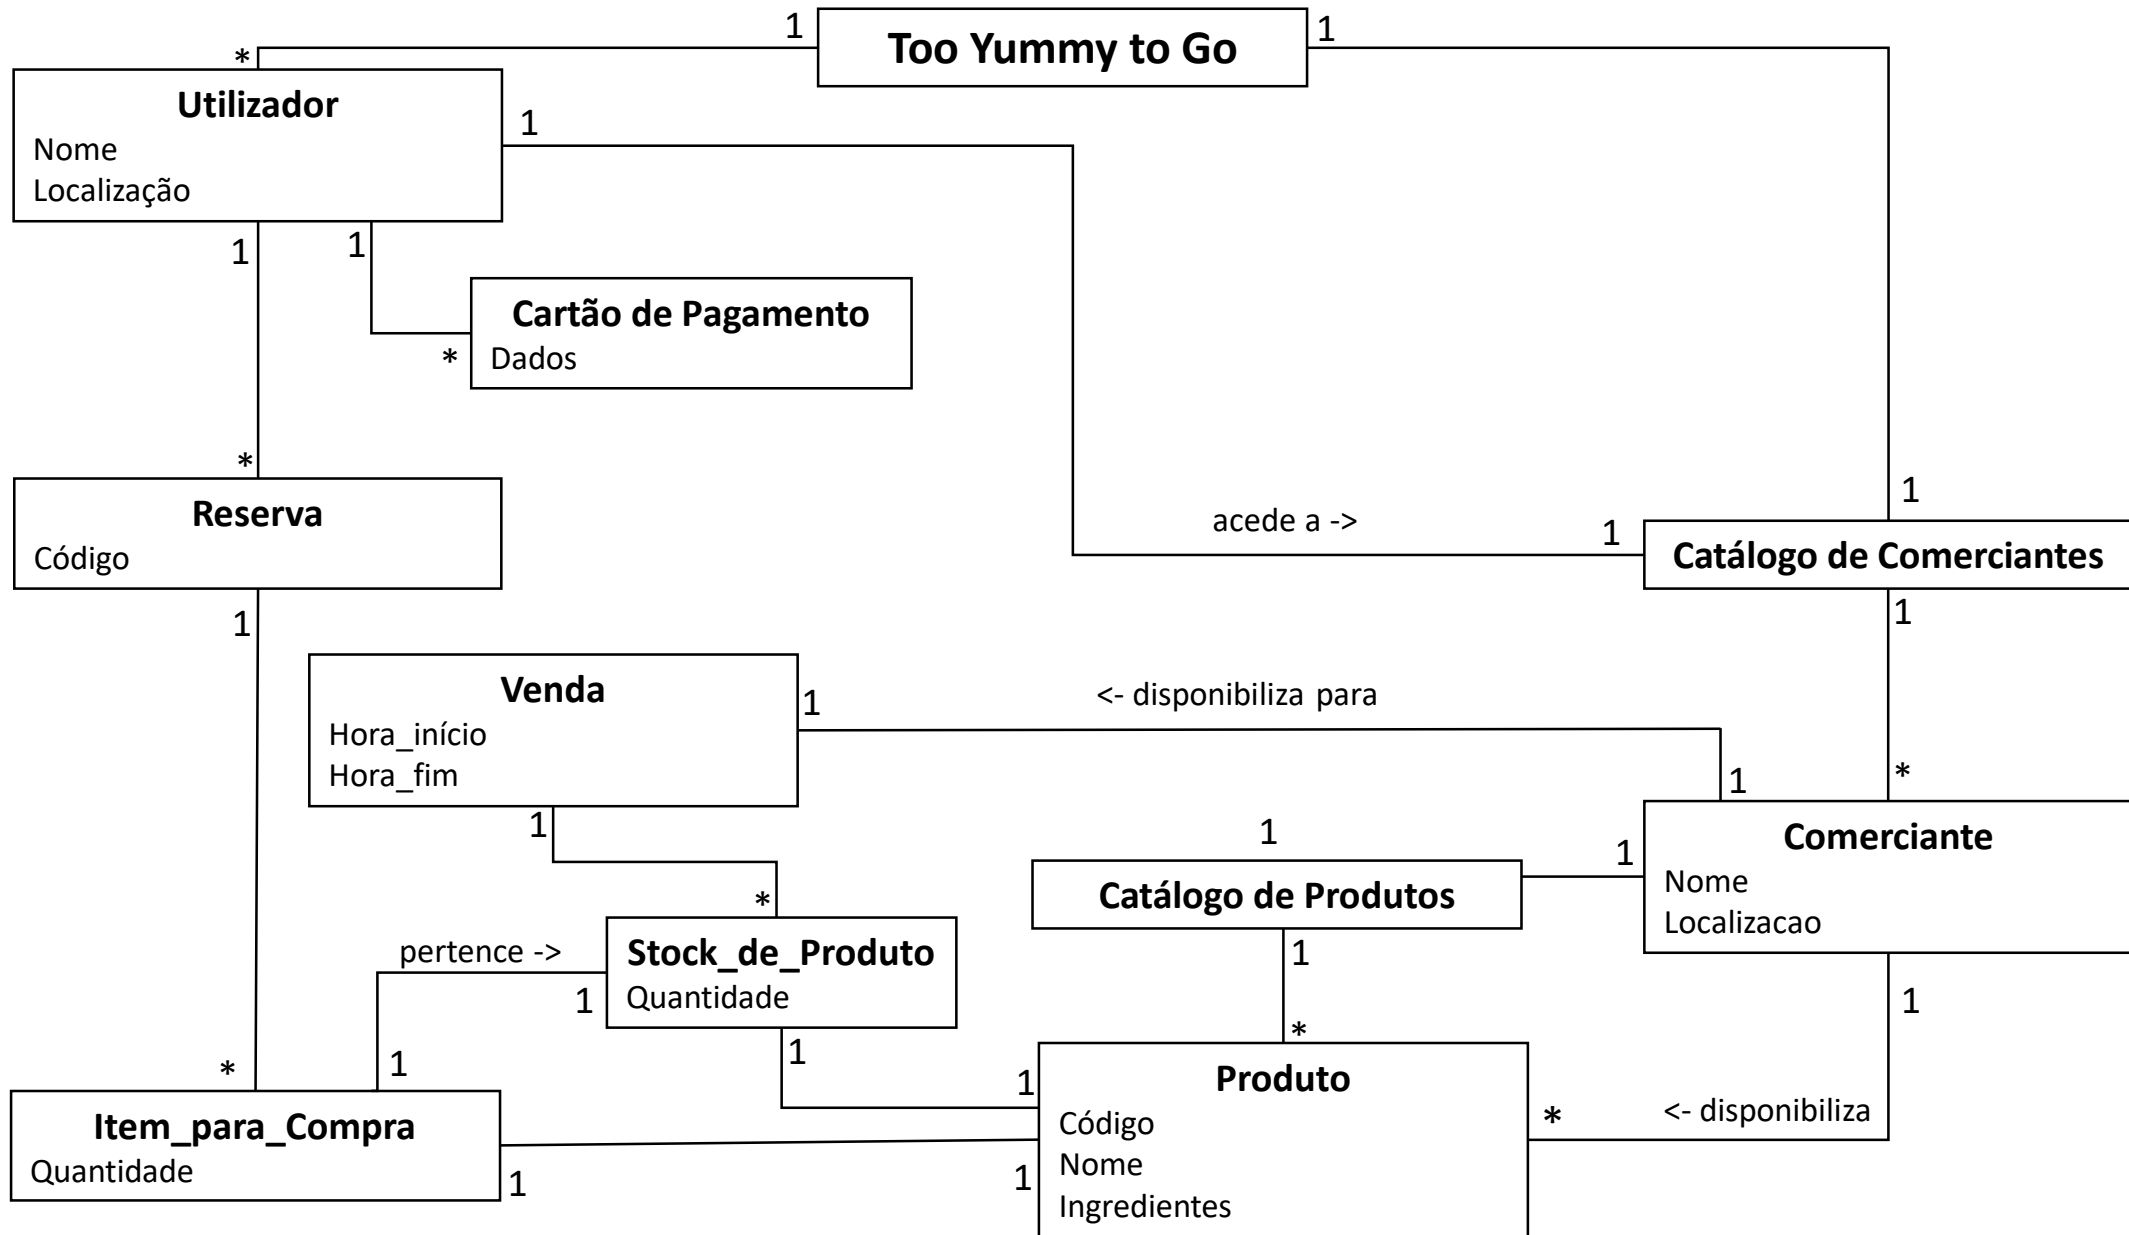 1
Too Yummy to Go
1
*
Utilizador
Nome
Localização
1
1
1
Cartão de Pagamento
Dados
*
*
Reserva
Código
1
acede a ->
1
1
Catálogo de Comerciantes
1
Venda
Hora_início
Hora_fim
1
<- disponibiliza para
1
*
Comerciante
Nome
Localizacao
1
*
1
Catálogo de Produtos
1
1
pertence ->
Stock_de_Produto
Quantidade
1
1
*
1
*
1
Item_para_Compra
Quantidade
1
1
Produto
Código
Nome
Ingredientes
1
*
<- disponibiliza
1